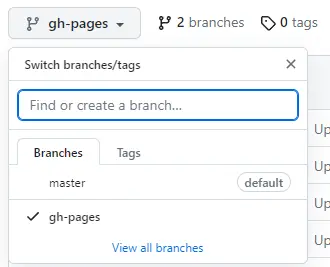 gh-pages 2 branches 0 tags
Switch branches/tags
Find or create a branch...
Up
Branches Tags
Up
master default
Up
gh-pages
Up
View all branches